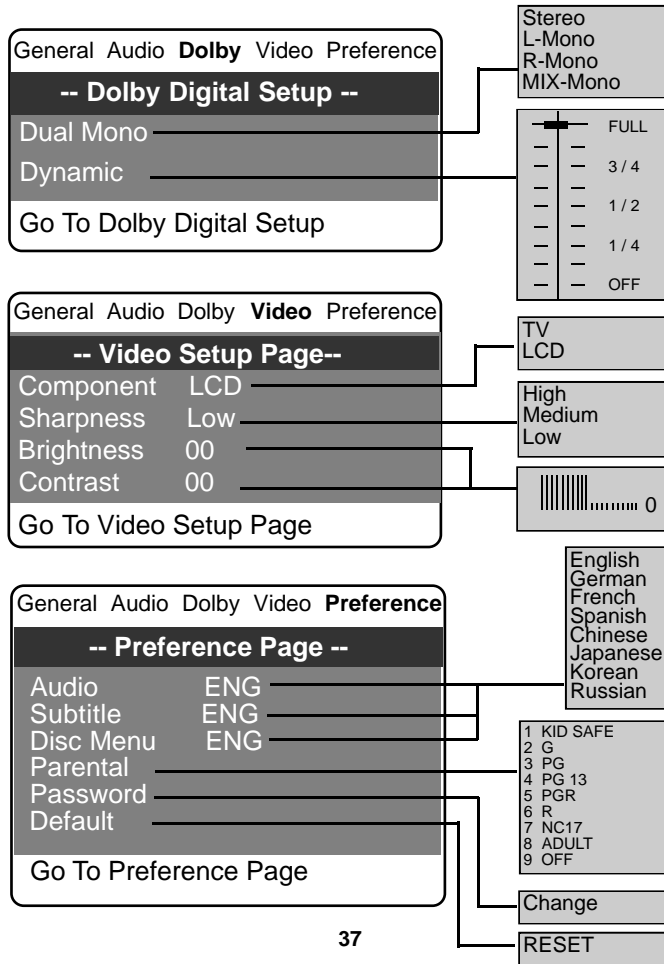 General Audio Dolby Video Preference
-- Dolby Digital Setup --
Dual Mono
Dynamic
Go To Dolby Digital Setup
Stereo
L-Mono
R-Mono
MIX-Mono
FULL
3 / 4
1 / 2
1 / 4
OFF
General Audio Dolby Video Preference
-- Video Setup Page--
Component LCD
Sharpness Low
Brightness 00
Contrast 00
Go To Video Setup Page
TV
LCD
High
Medium
Low
0
General Audio Dolby Video Preference
-- Preference Page --
Audio ENG
Subtitle ENG
Disc Menu ENG
Parental
Password
Default
Go To Preference Page
English
German
French
Spanish
Chinese
Japanese
Korean
Russian
1 KID SAFE
2 G
3 PG
4 PG 13
5 PGR
6 R
7 NC17
8 ADULT
9 OFF
Change
RESET
37